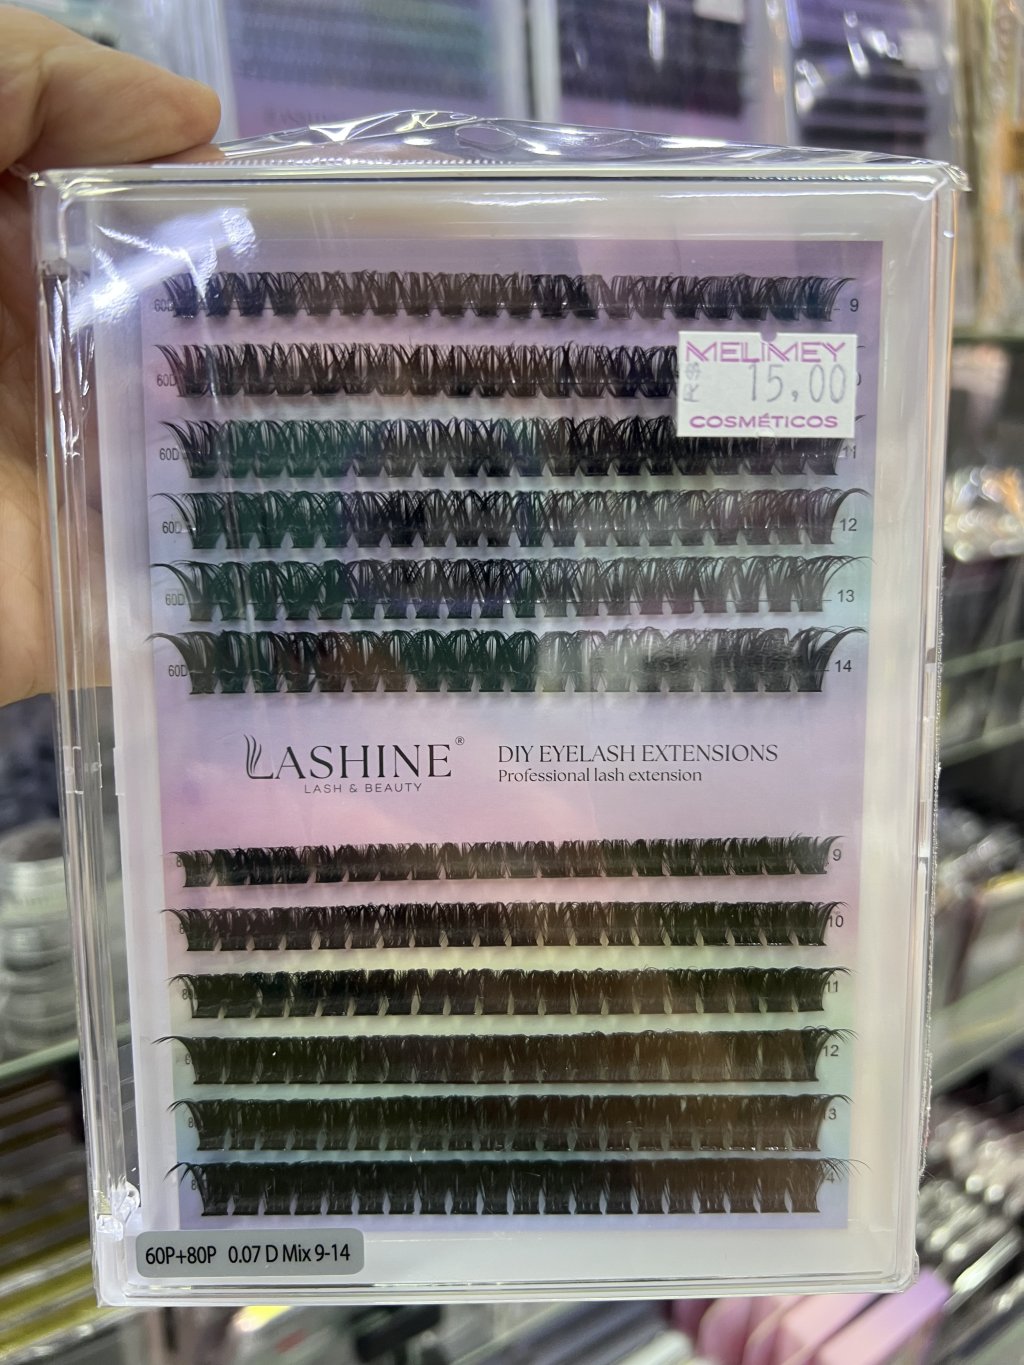 60D 9
MELIMEY
R$ 15,00
COSMÉTICOS
60D
60D 11
60D 12
60D 13
60D 14
LASHINE®
LASH & BEAUTY
DIY EYELASH EXTENSIONS
Professional lash extension
9
10
11
12
60P+80P 0.07 D Mix 9-14